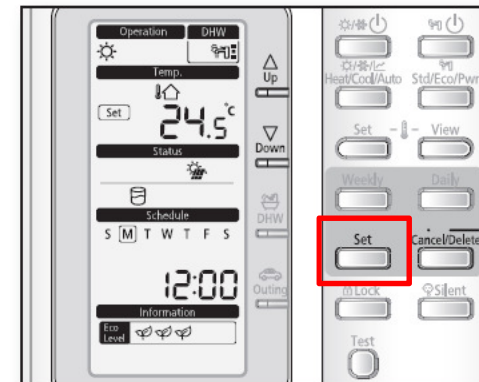 Operation DHW
Temp.
Set 24.5°c
Status
Schedule
S M T W T F S
12:00
Information
Eco Level
Up
Down
DHW
Outing
Heat/Cool/Auto Std/Eco/Pwr
Set - - View
Weekly Daily
Set Cancel/Delete
Lock Silent
Test